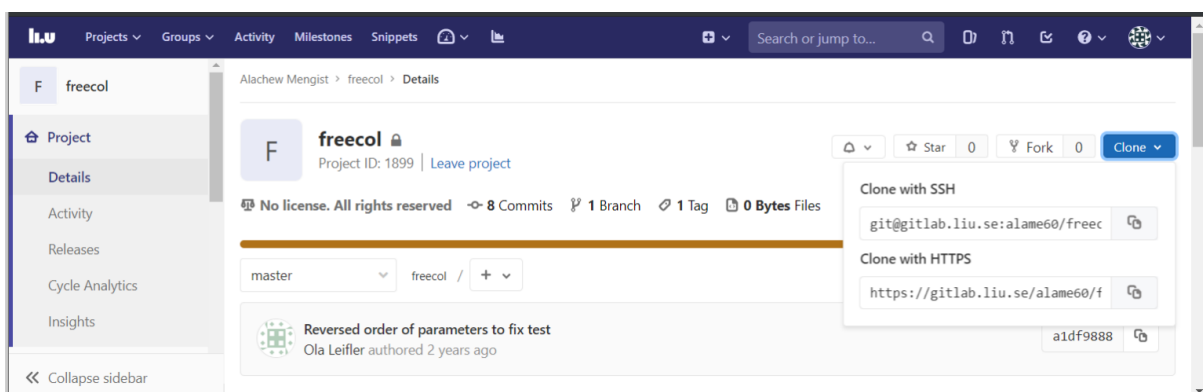 li.u Projects Groups Activity Milestones Snippets Search or jump to...
F freecol
Project
Details
Activity
Releases
Cycle Analytics
Insights
Collapse sidebar
Alachew Mengist > freecol > Details
F
freecol
Project ID: 1899 | Leave project
Star 0 Fork 0 Clone
No license. All rights reserved 8 Commits 1 Branch 1 Tag 0 Bytes Files
Clone with SSH
git@gitlab.liu.se:alame60/freec
Clone with HTTPS
https://gitlab.liu.se/alame60/f
master freecol / +
Reversed order of parameters to fix test
Ola Leifler authored 2 years ago
a1df9888